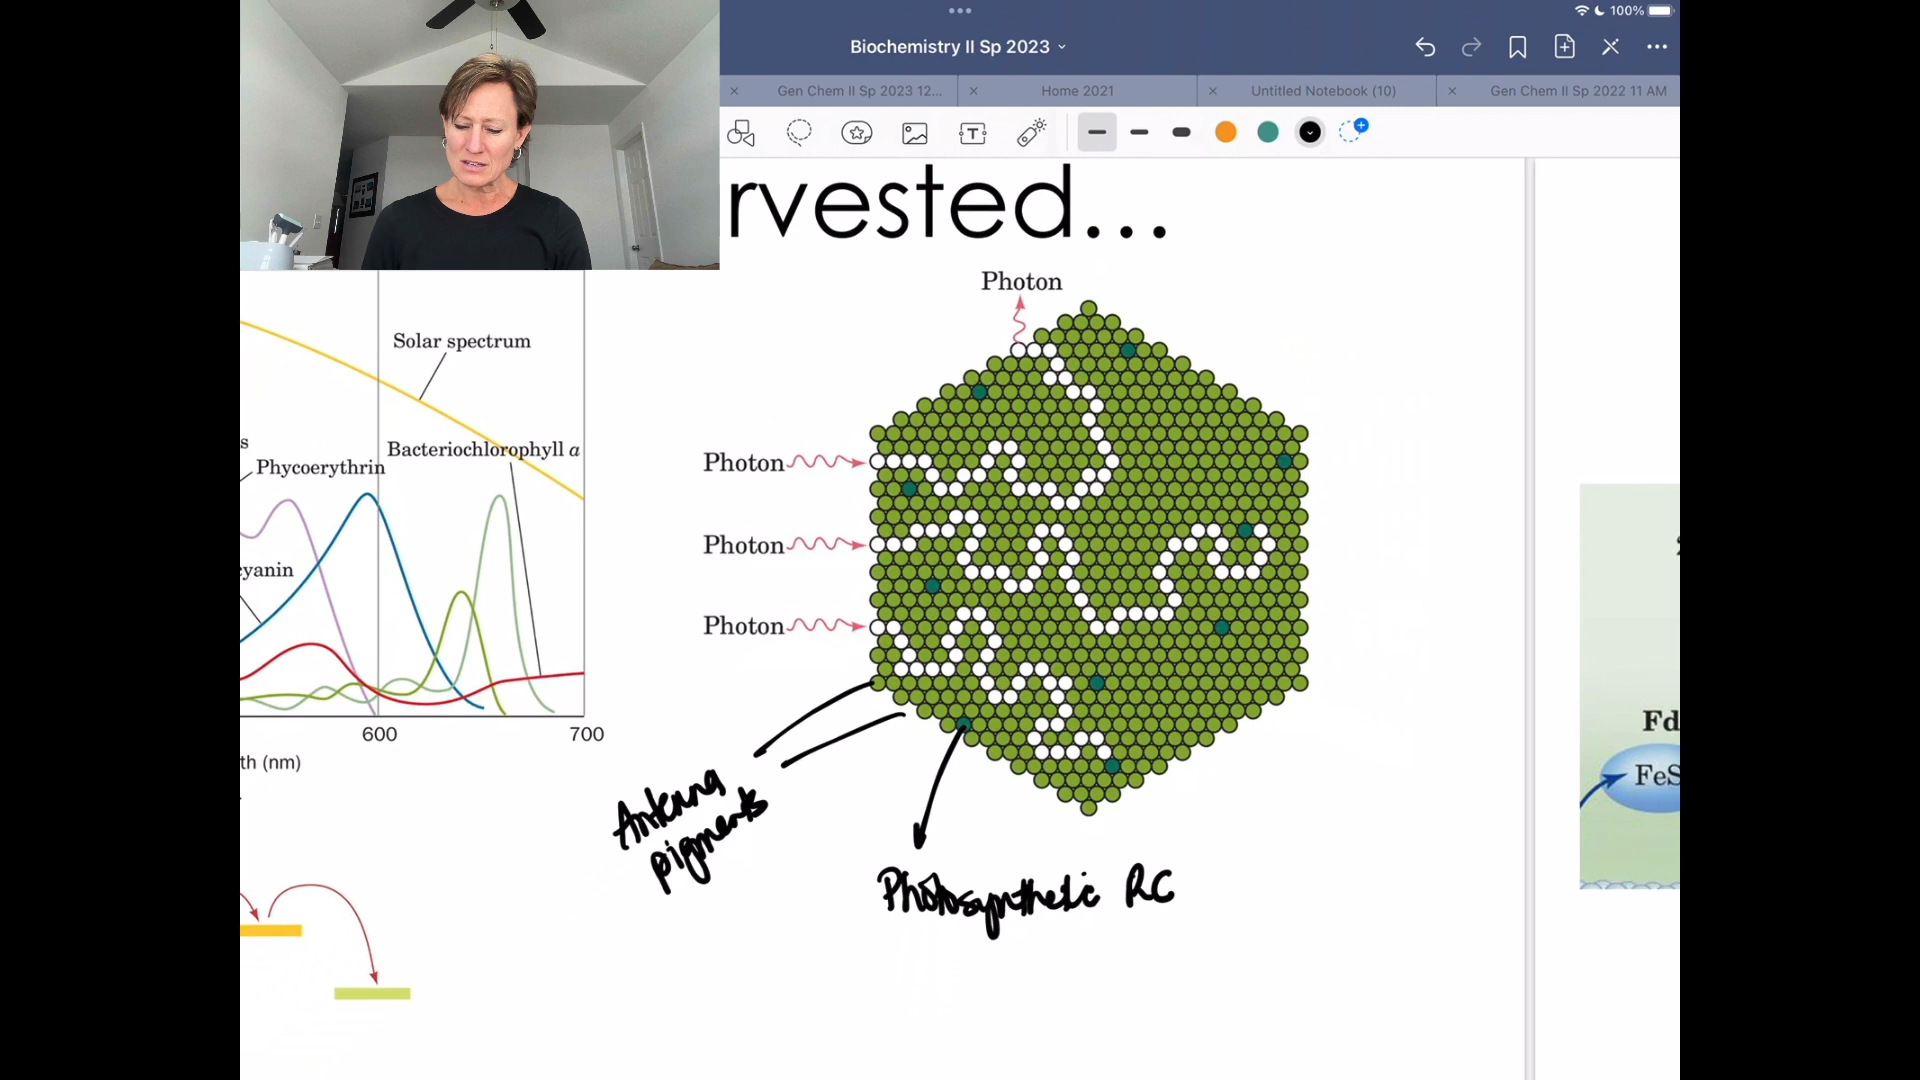 100%
Biochemistry II Sp 2023
Gen Chem II Sp 2023 12...
Home 2021
Untitled Notebook (10)
Gen Chem II Sp 2022 11 AM
T
rvested...
Photon
Solar spectrum
s
Phycoerythrin
Bacteriochlorophyll a
cyanin
600
700
th (nm)
Photon
Photon
Photon
Antenna
pigments
Photosynthetic RC
Fd
FeS